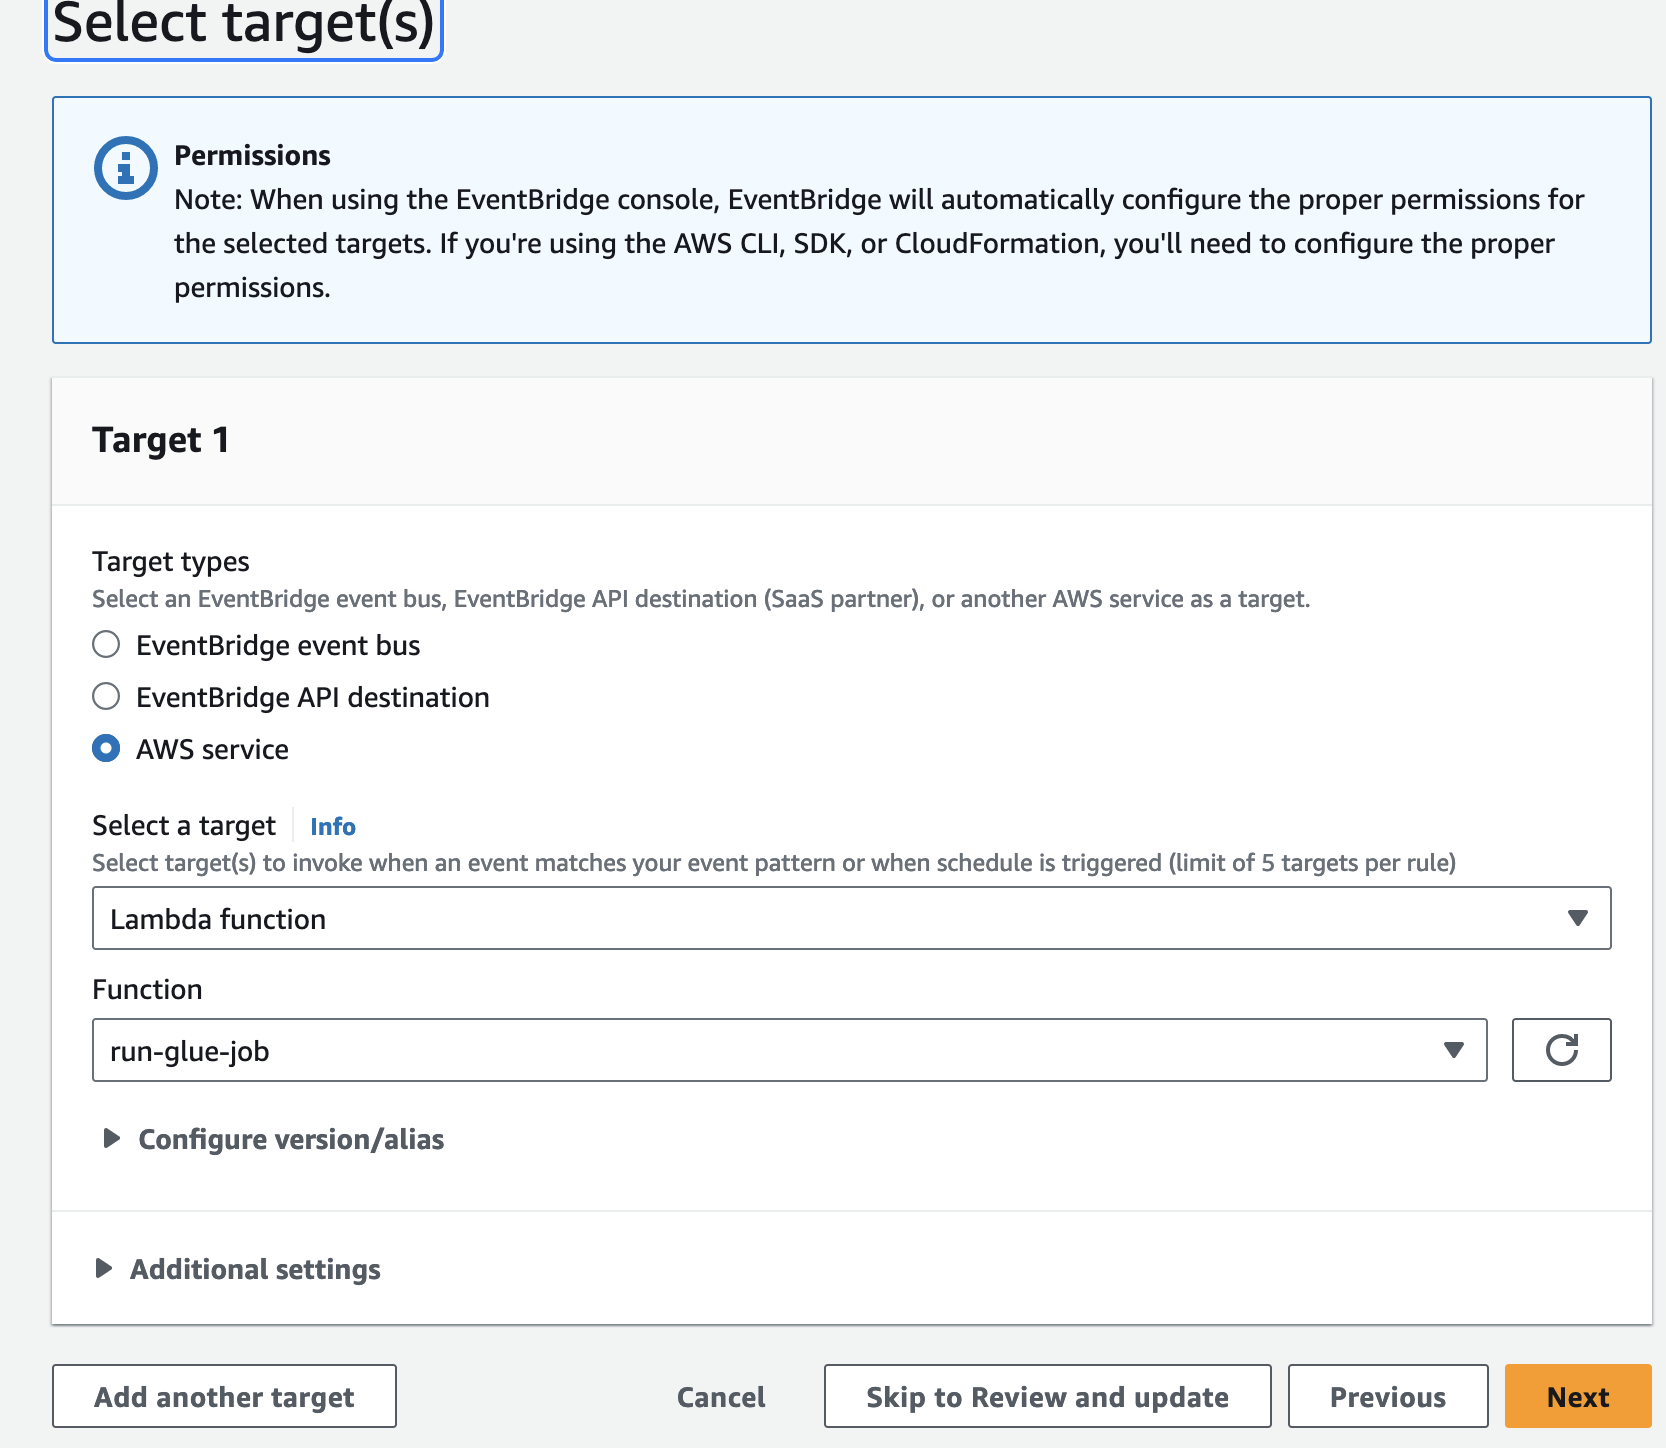 Select target(s)
Permissions
Note: When using the EventBridge console, EventBridge will automatically configure the proper permissions for
the selected targets. If you're using the AWS CLI, SDK, or CloudFormation, you'll need to configure the proper
permissions.
Target 1
Target types
Select an EventBridge event bus, EventBridge API destination (SaaS partner), or another AWS service as a target.
EventBridge event bus
EventBridge API destination
AWS service
Select a target Info
Select target(s) to invoke when an event matches your event pattern or when schedule is triggered (limit of 5 targets per rule)
Lambda function
Function
run-glue-job
Configure version/alias
Additional settings
Add another target Cancel Skip to Review and update Previous Next